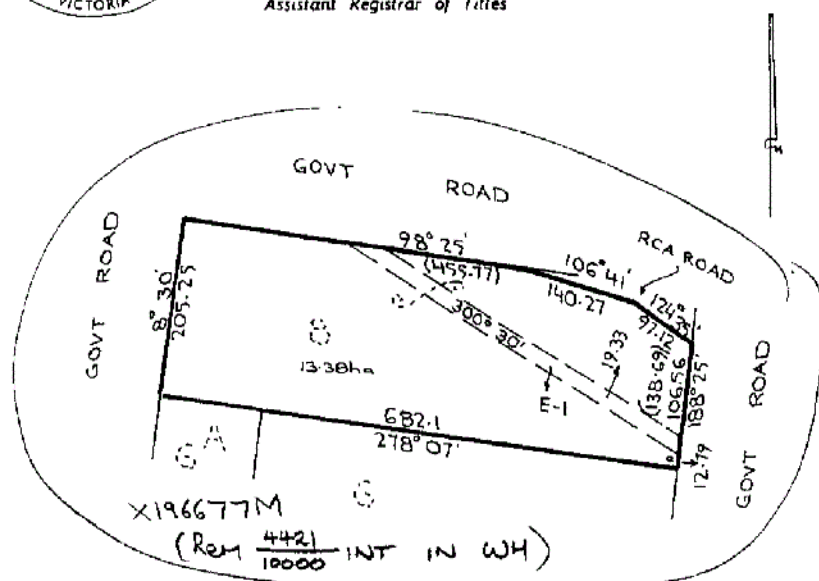 VICTORIA
Assistant Registrar of Titles
GOVT ROAD
RCA ROAD
GOVT ROAD
8° 30'
205.25
98° 25'
(455.77)
106° 41'
140.27
97.12
300° 30'
19.33
(138.69)
106.56
188° 25'
8
13.38ha
E-1
GOVT ROAD
12.79
682.1
278° 07'
6A
6
X196677M
(Rem 4421/10000 INT IN WH)